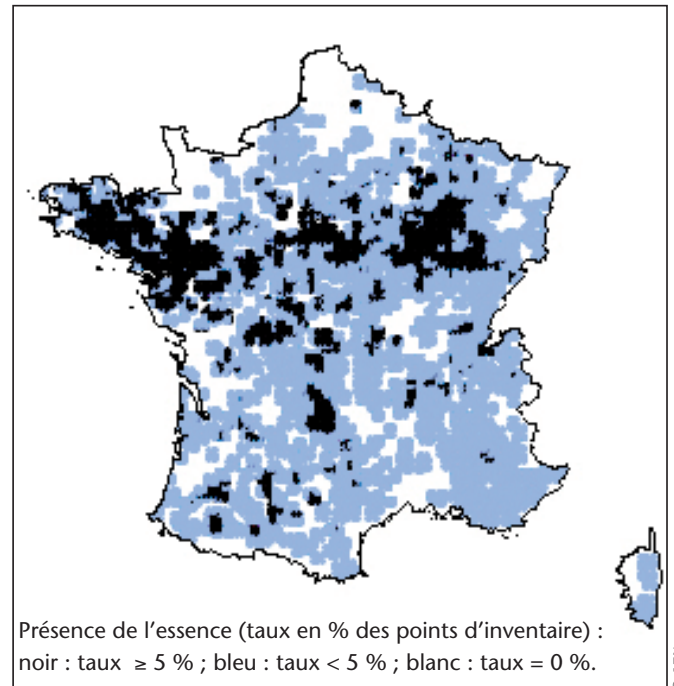 Présence de l’essence (taux en % des points d’inventaire) :
noir : taux ≥ 5 % ; bleu : taux < 5 % ; blanc : taux = 0 %.